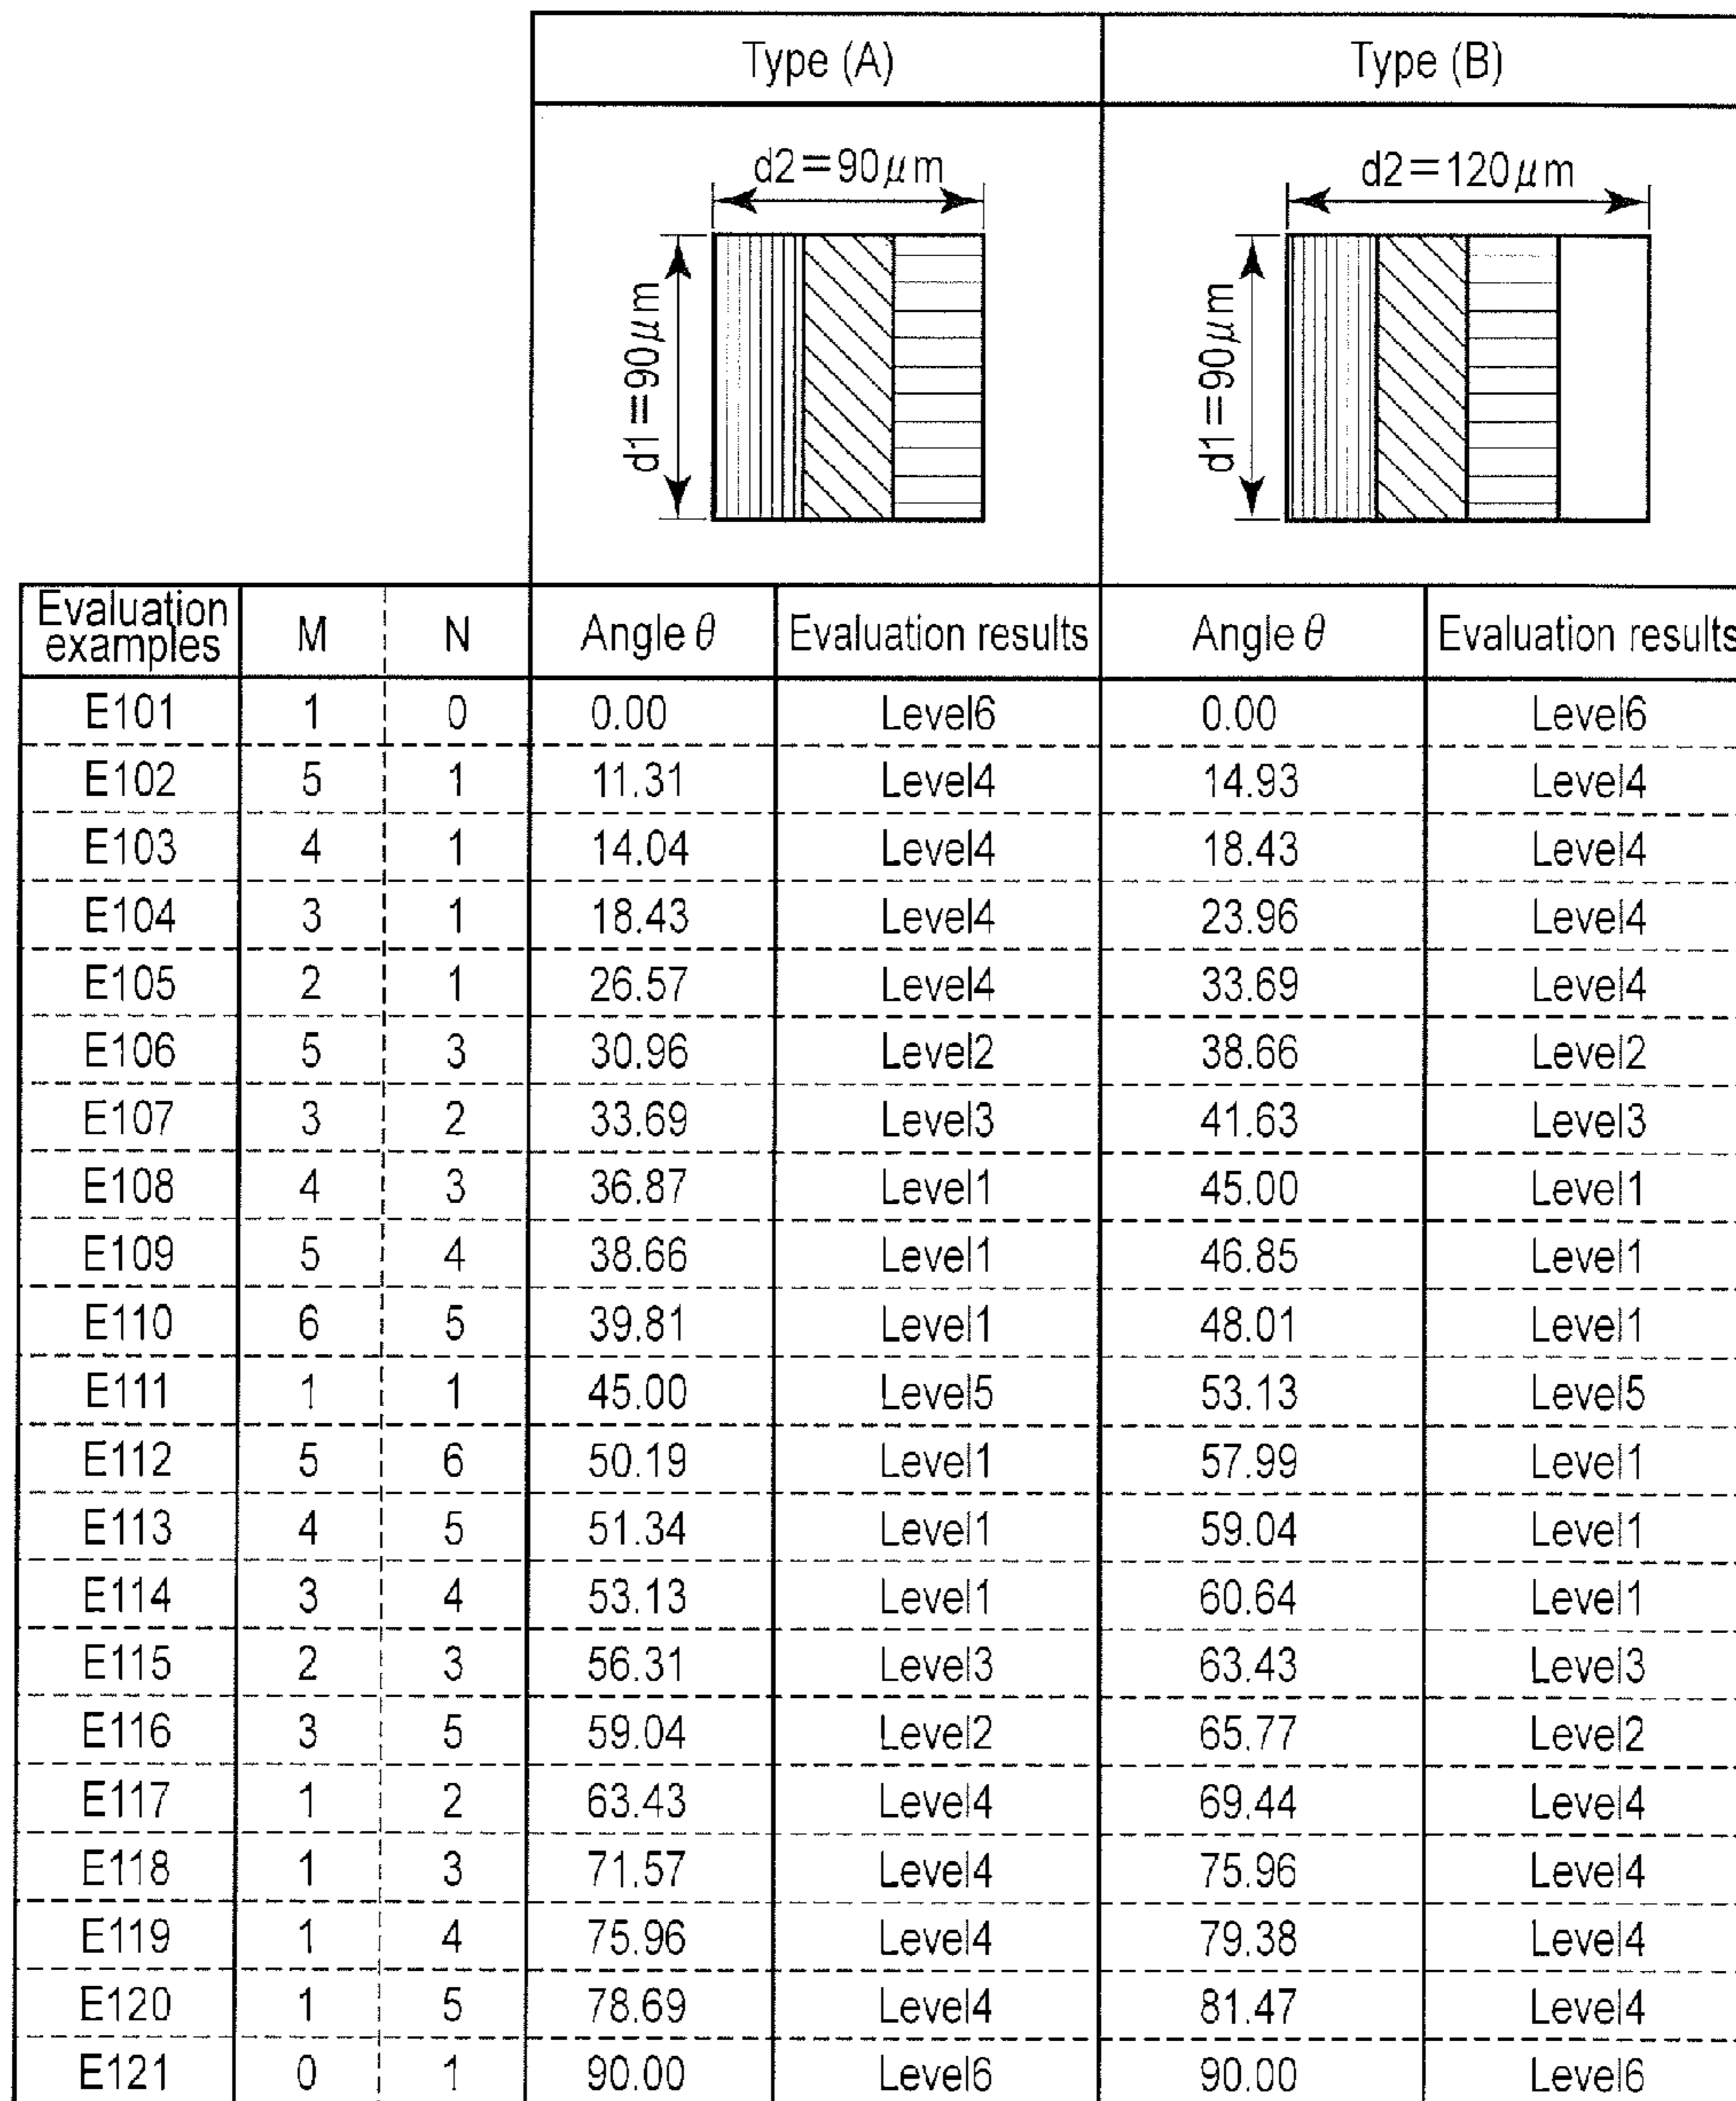 Type (A) Type (B)
d2=90μm d2=120μm
d1=90μm d1=90μm
Evaluation examples M N Angle θ Evaluation results Angle θ Evaluation results
E101 1 0 0.00 Level6 0.00 Level6
E102 5 1 11.31 Level4 14.93 Level4
E103 4 1 14.04 Level4 18.43 Level4
E104 3 1 18.43 Level4 23.96 Level4
E105 2 1 26.57 Level4 33.69 Level4
E106 5 3 30.96 Level2 38.66 Level2
E107 3 2 33.69 Level3 41.63 Level3
E108 4 3 36.87 Level1 45.00 Level1
E109 5 4 38.66 Level1 46.85 Level1
E110 6 5 39.81 Level1 48.01 Level1
E111 1 1 45.00 Level5 53.13 Level5
E112 5 6 50.19 Level1 57.99 Level1
E113 4 5 51.34 Level1 59.04 Level1
E114 3 4 53.13 Level1 60.64 Level1
E115 2 3 56.31 Level3 63.43 Level3
E116 3 5 59.04 Level2 65.77 Level2
E117 1 2 63.43 Level4 69.44 Level4
E118 1 3 71.57 Level4 75.96 Level4
E119 1 4 75.96 Level4 79.38 Level4
E120 1 5 78.69 Level4 81.47 Level4
E121 0 1 90.00 Level6 90.00 Level6